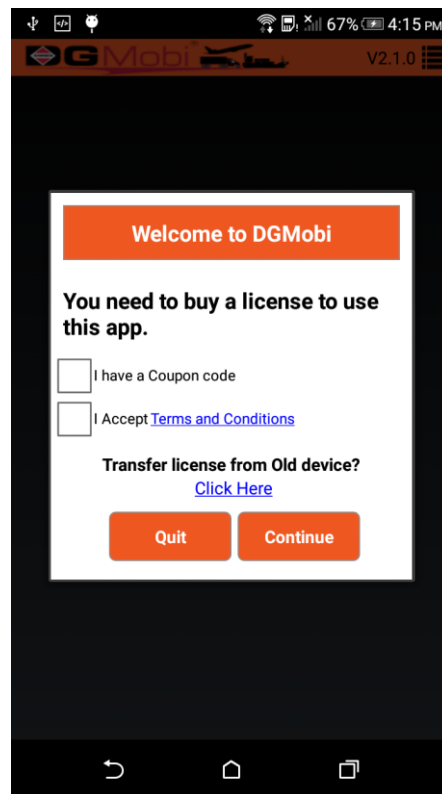 67% 4:15 PM
DGMobi V2.1.0
Welcome to DGMobi
You need to buy a license to use
this app.
I have a Coupon code
I Accept Terms and Conditions
Transfer license from Old device?
Click Here
Quit Continue